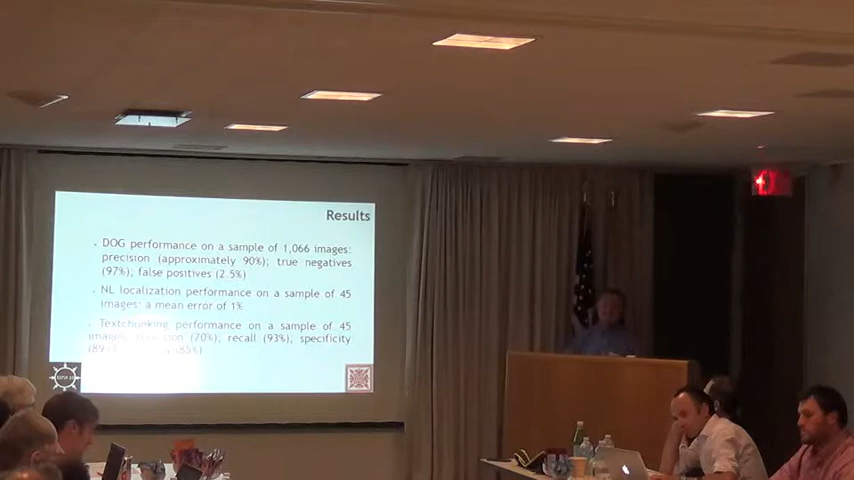 Results
DOG performance on a sample of 1,066 images:
precision (approximately 90%); true negatives
(97%); false positives (2.5%)
NL localization performance on a sample of 45
images: a mean error of 1%
Textchunking performance on a sample of 45
images: precision (70%); recall (93%); specificity